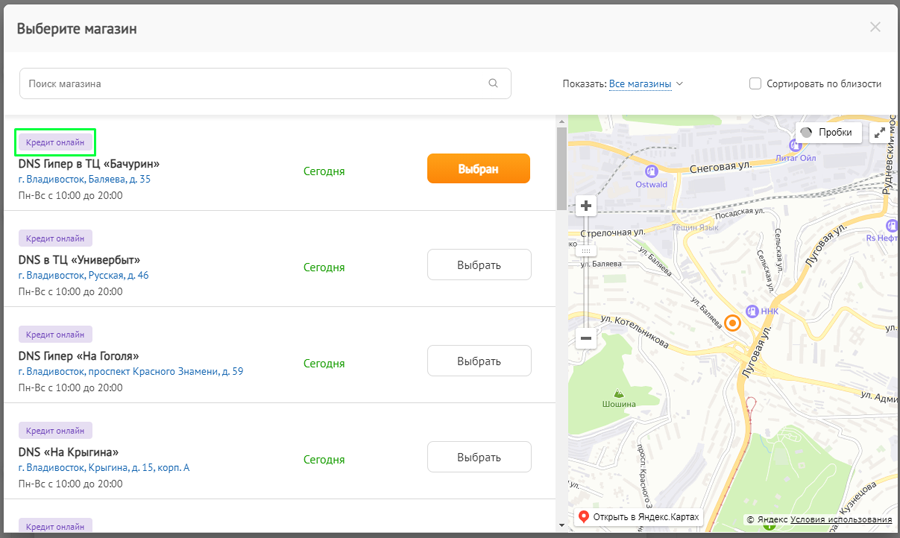 Выберите магазин
Поиск магазина
Показать: Все магазины
Сортировать по близости
Кредит онлайн
DNS Гипер в ТЦ «Бачурин»
г. Владивосток, Баляева, д. 35
Пн-Вс с 10:00 до 20:00
Сегодня
Выбран
Кредит онлайн
DNS в ТЦ «Универбыт»
г. Владивосток, Русская, д. 46
Пн-Вс с 10:00 до 20:00
Сегодня
Выбрать
Кредит онлайн
DNS Гипер «На Гоголя»
г. Владивосток, проспект Красного Знамени, д. 59
Пн-Вс с 10:00 до 20:00
Сегодня
Выбрать
Кредит онлайн
DNS «На Крыгина»
г. Владивосток, Крыгина, д. 15, корп. А
Пн-Вс с 10:00 до 20:00
Сегодня
Выбрать
Кредит онлайн
Пробки
Литаг Ойл
Снеговая ул.
Ostwald
Рудневский мос
Посадская ул.
Тещин Язык
Стрелочная ул.
Сельская ул.
Сельская ул.
Rs Нефт
Луговая ул.
ул. Баляева
ул. Баляева
ННК
ул. Котельникова
Луговая ул.
Шошина
ул. Адми
просп. Красного З
Кузнецова
Открыть в Яндекс.Картах
© Яндекс Условия использования